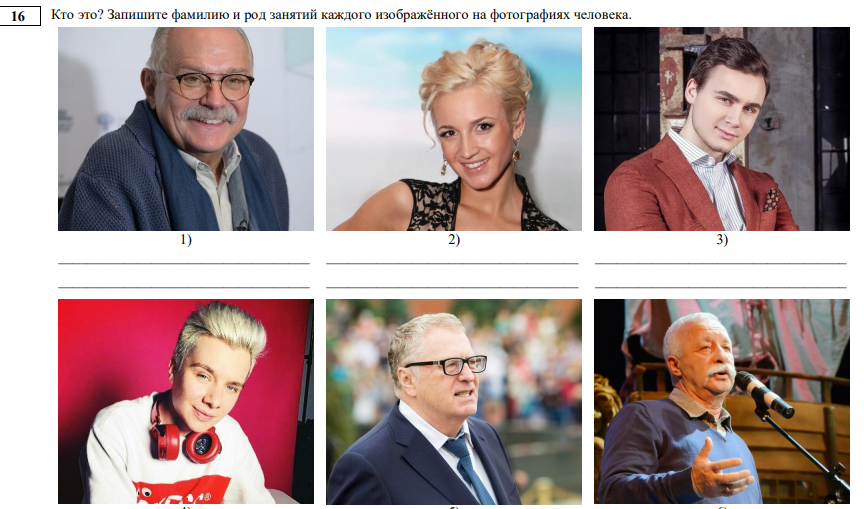 16 Кто это? Запишите фамилию и род занятий каждого изображённого на фотографиях человека.
1) 2) 3)